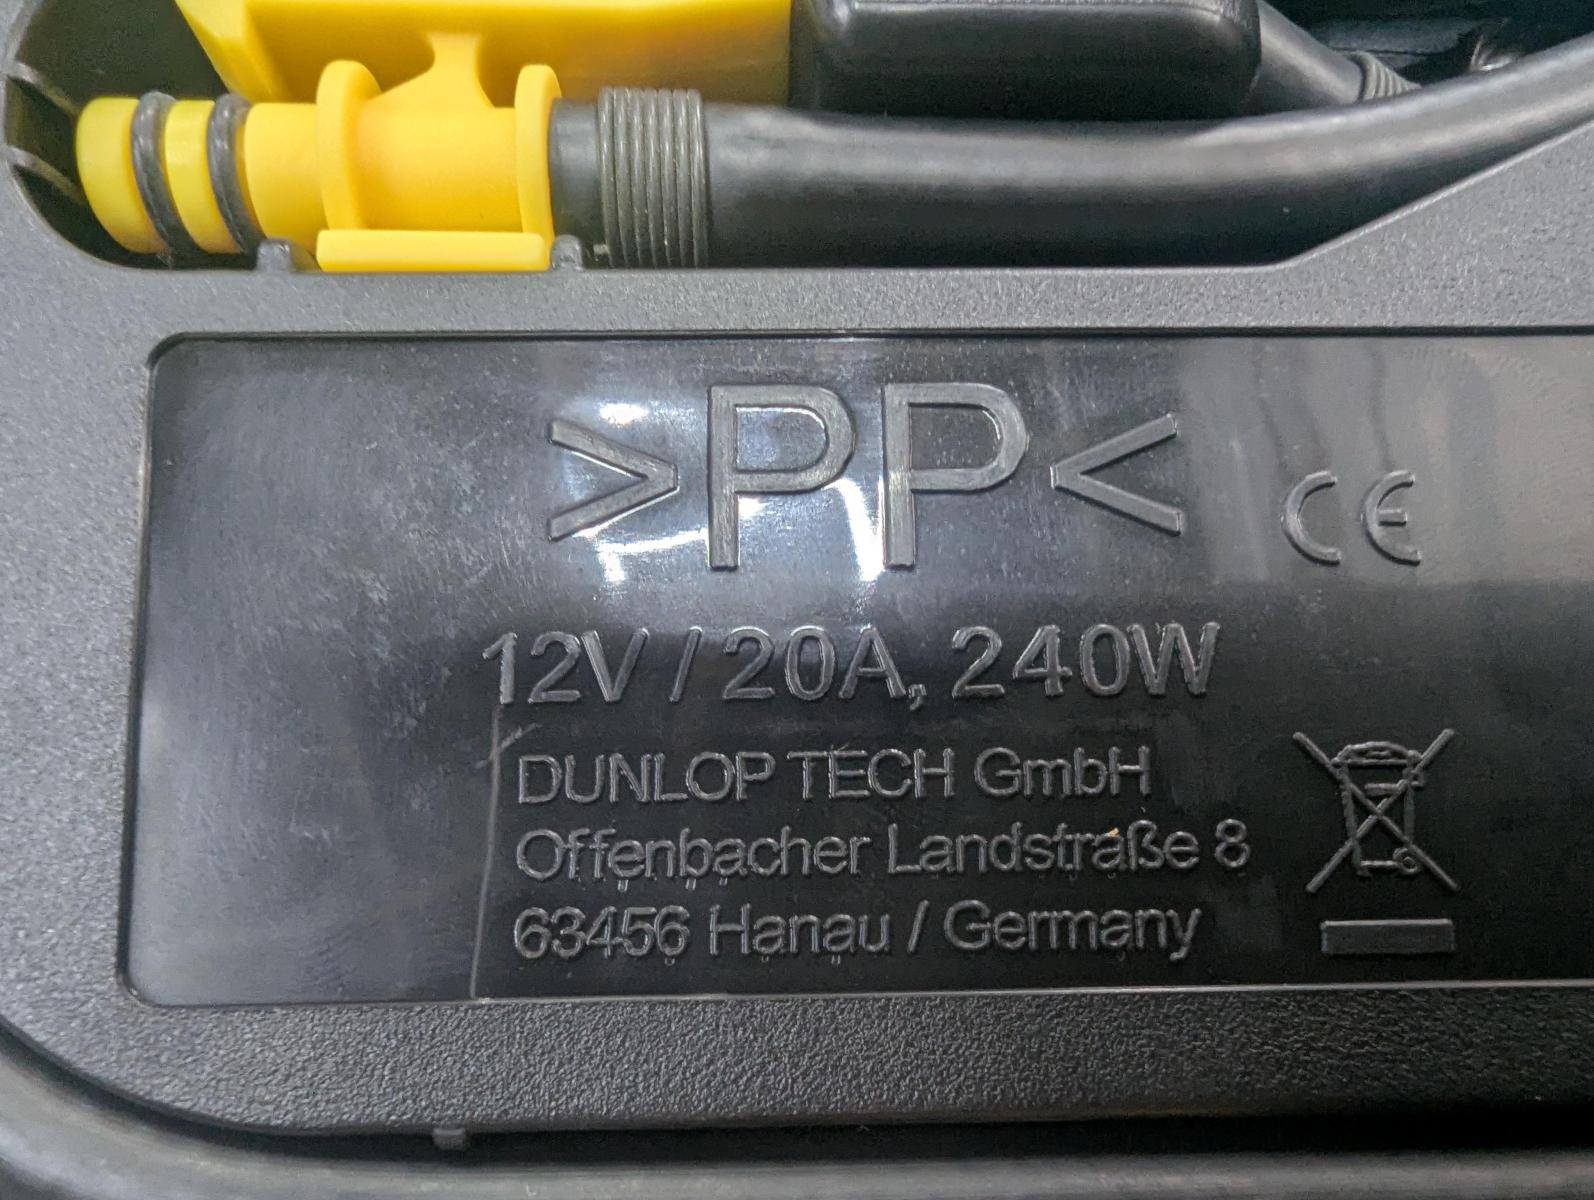 >PP<
CE
12V / 20A, 240W
DUNLOP TECH GmbH
Offenbacher Landstraße 8
63456 Hanau / Germany